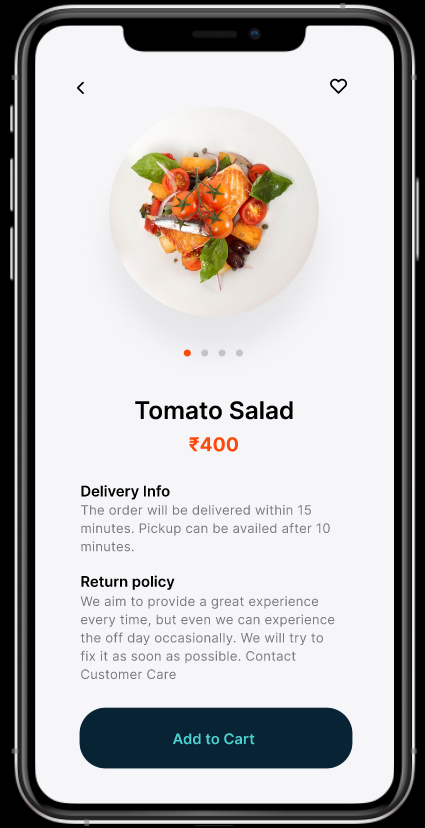 Tomato Salad
₹400
Delivery Info
The order will be delivered within 15
minutes. Pickup can be availed after 10
minutes.
Return policy
We aim to provide a great experience
every time, but even we can experience
the off day occasionally. We will try to
fix it as soon as possible. Contact
Customer Care
Add to Cart